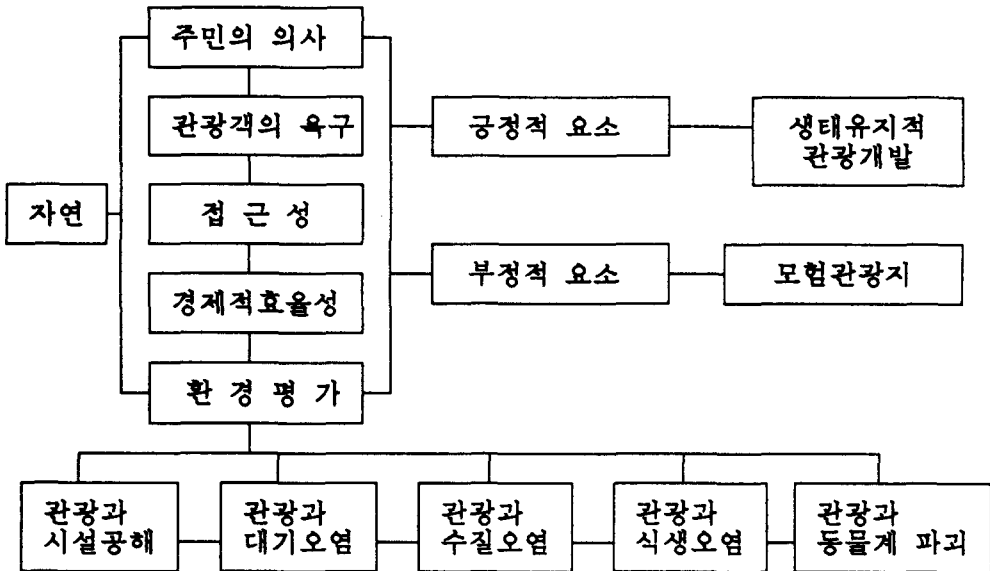 주민의 의사
관광객의 욕구
긍정적 요소
생태유지적
관광개발
자연
접 근 성
경제적효율성
부정적 요소
모험관광지
환 경 평 가
관광과
시설공해
관광과
대기오염
관광과
수질오염
관광과
식생오염
관광과
동물계 파괴